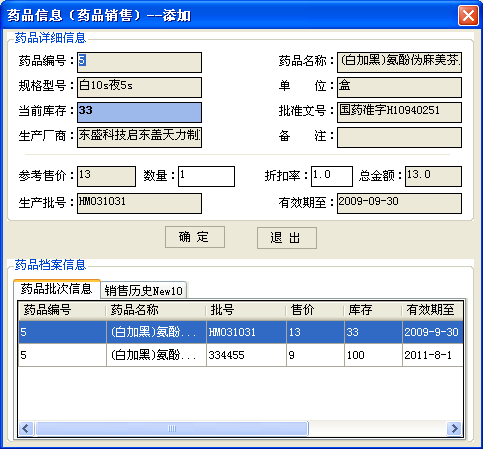 药品信息（药品销售）--添加
药品详细信息
药品编号： 5 药品名称： (白加黑)氨酚伪麻美芬
规格型号： 白10s夜5s 单 位： 盒
当前库存： 33 批准文号： 国药准字H10940251
生产厂商： 东盛科技启东盖天力制 备 注：
参考售价： 13 数量： 1 折扣率： 1.0 总金额： 13.0
生产批号： HM031031 有效期至： 2009-09-30
确 定 退 出
药品档案信息
药品批次信息 销售历史New10
药品编号 药品名称 批号 售价 库存 有效期至
5 (白加黑)氨酚... HM031031 13 33 2009-9-30
5 (白加黑)氨酚... 334455 9 100 2011-8-1